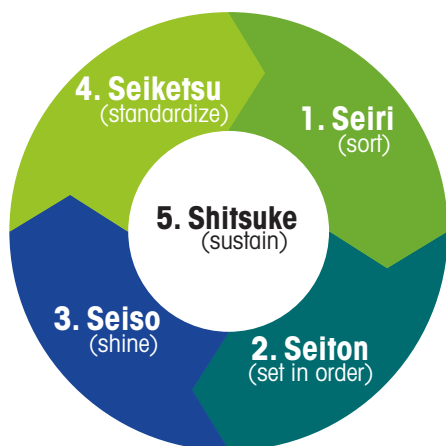 1. Seiri
(sort)
2. Seiton
(set in order)
3. Seiso
(shine)
4. Seiketsu
(standardize)
5. Shitsuke
(sustain)